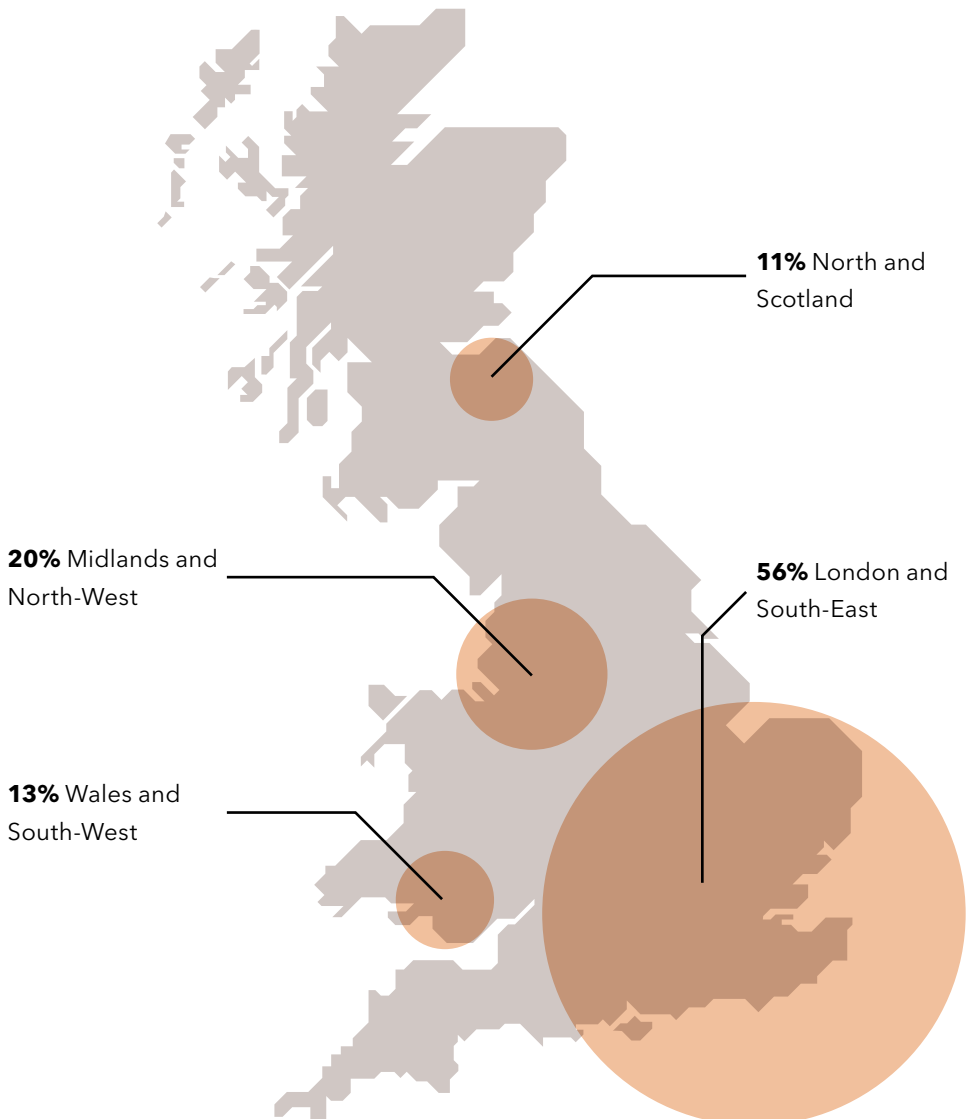 11% North and
Scotland
20% Midlands and
North-West
56% London and
South-East
13% Wales and
South-West